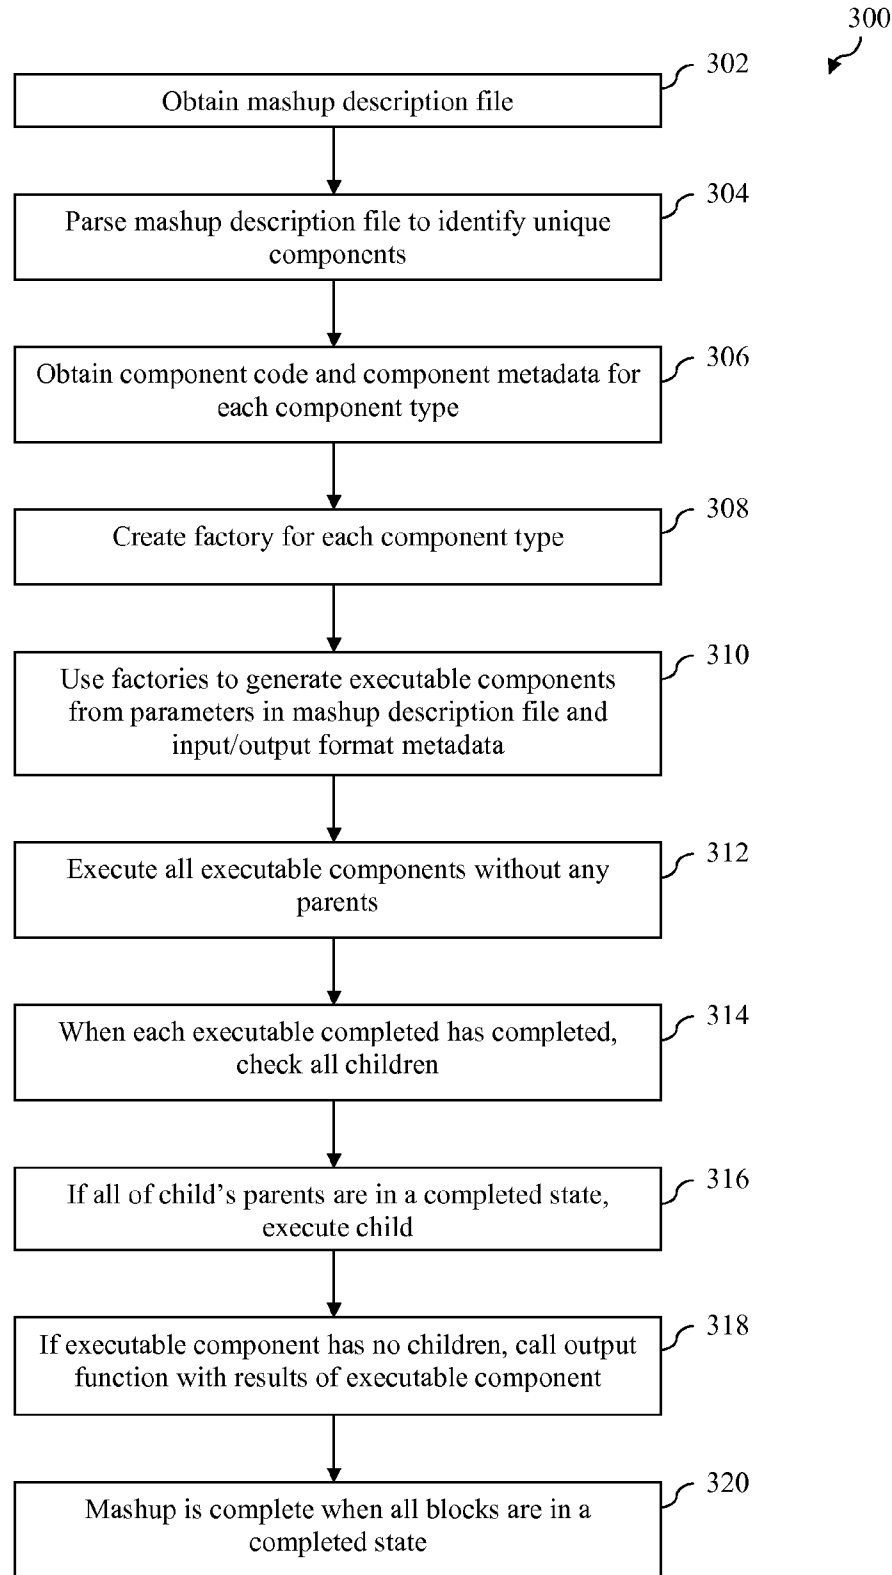 300
302
Obtain mashup description file
304
Parse mashup description file to identify unique
components
306
Obtain component code and component metadata for
each component type
308
Create factory for each component type
310
Use factories to generate executable components
from parameters in mashup description file and
input/output format metadata
312
Execute all executable components without any
parents
314
When each executable completed has completed,
check all children
316
If all of child’s parents are in a completed state,
execute child
318
If executable component has no children, call output
function with results of executable component
320
Mashup is complete when all blocks are in a
completed state